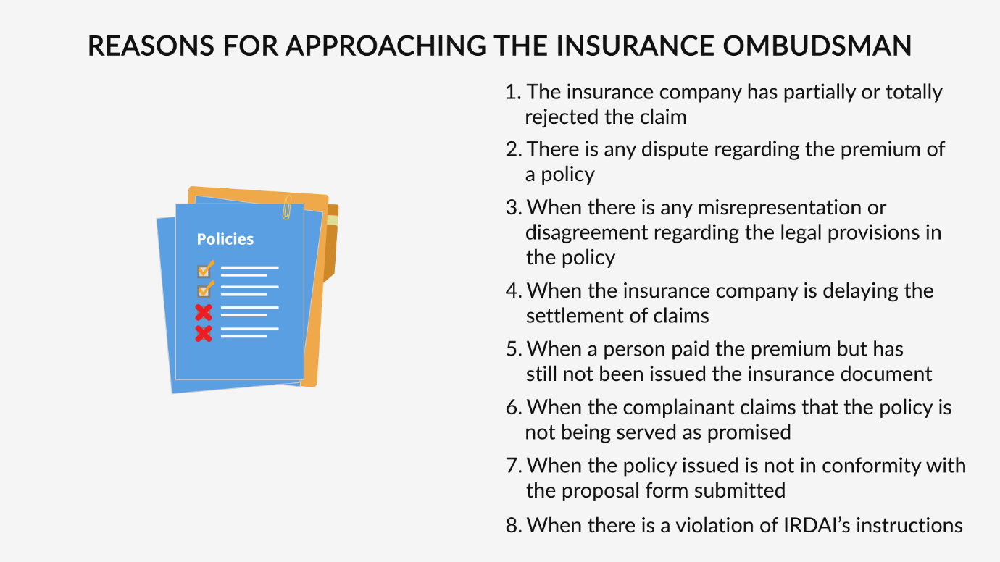 REASONS FOR APPROACHING THE INSURANCE OMBUDSMAN
Policies
1. The insurance company has partially or totally
rejected the claim
2. There is any dispute regarding the premium of
a policy
3. When there is any misrepresentation or
disagreement regarding the legal provisions in
the policy
4. When the insurance company is delaying the
settlement of claims
5. When a person paid the premium but has
still not been issued the insurance document
6. When the complainant claims that the policy is
not being served as promised
7. When the policy issued is not in conformity with
the proposal form submitted
8. When there is a violation of IRDAI’s instructions